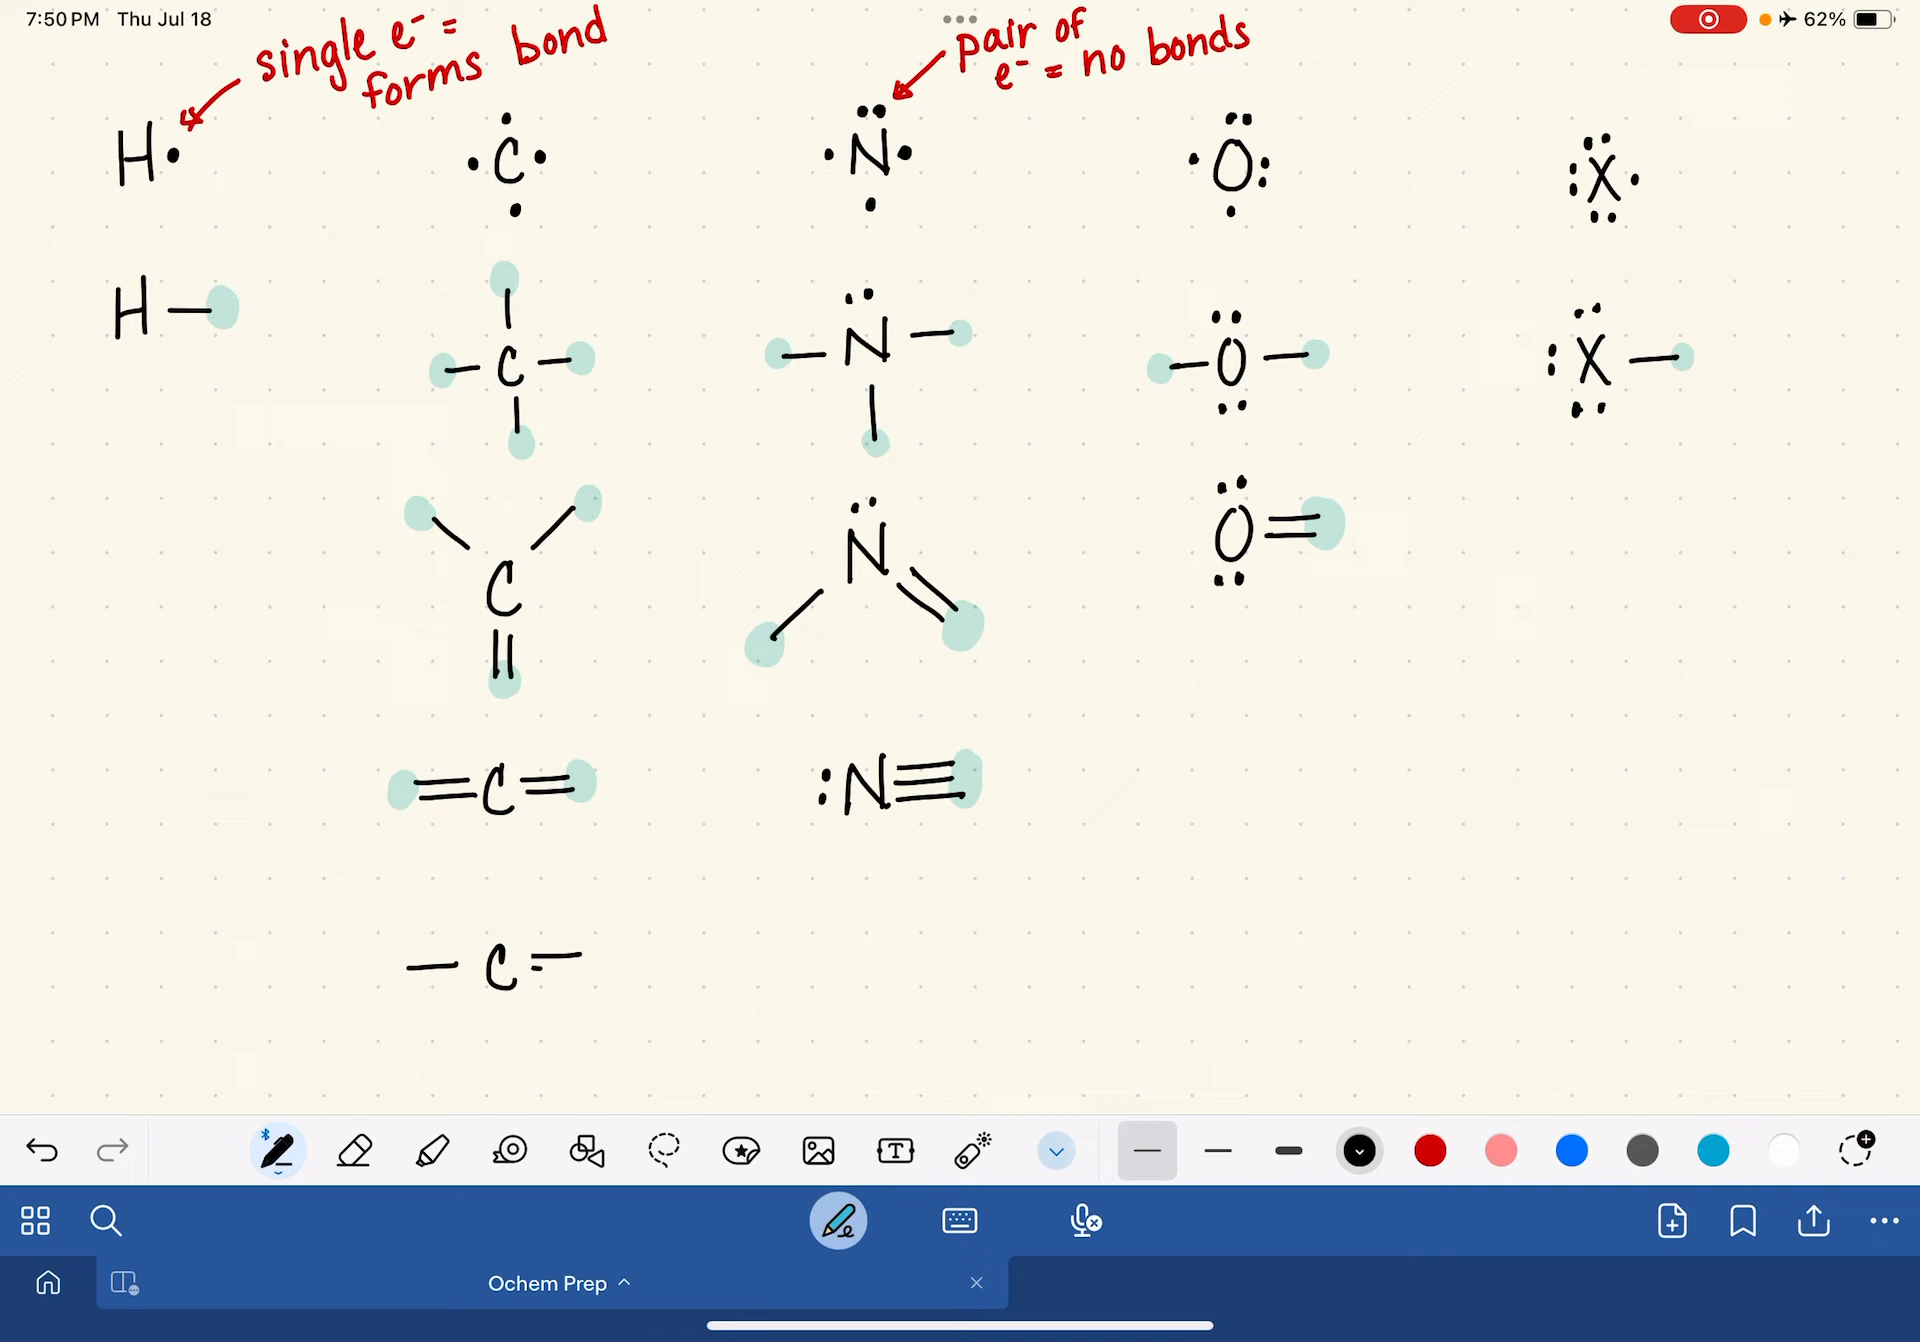 7:50 PM Thu Jul 18
62%
single e⁻ =
forms bond
pair of
e⁻ = no bonds
H· ·C· ·N· ·O: :X·
H— —C— —N— —O— :X—
C N O=
=C= :N≡
— C =
Ochem Prep